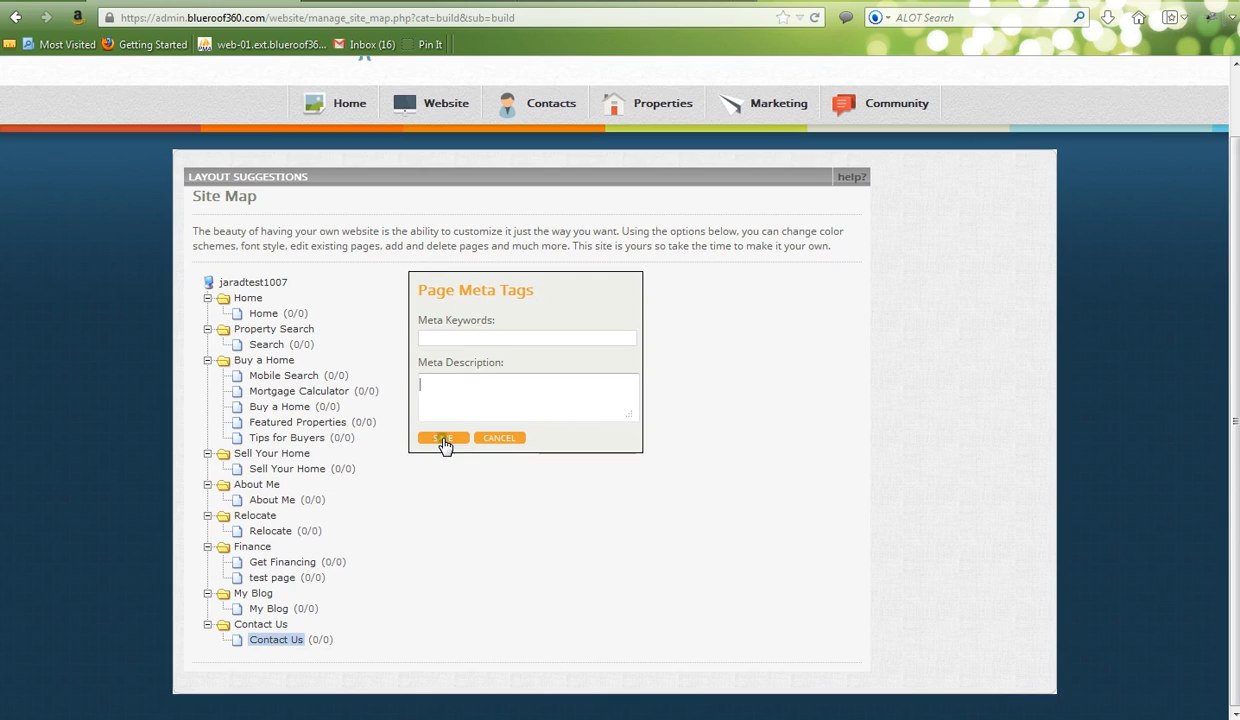 https://admin.blueroof360.com/website/manage_site_map.php?cat=build&sub=build
ALOT Search
Most Visited
Getting Started
web-01.ext.blueroof36...
Inbox (16)
Pin It
Home
Website
Contacts
Properties
Marketing
Community
LAYOUT SUGGESTIONS
help?
Site Map
The beauty of having your own website is the ability to customize it just the way you want. Using the options below, you can change color
schemes, font style, edit existing pages, add and delete pages and much more. This site is yours so take the time to make it your own.
jaradtest1007
Home
Home (0/0)
Property Search
Search (0/0)
Buy a Home
Mobile Search (0/0)
Mortgage Calculator (0/0)
Buy a Home (0/0)
Featured Properties (0/0)
Tips for Buyers (0/0)
Sell Your Home
Sell Your Home (0/0)
About Me
About Me (0/0)
Relocate
Relocate (0/0)
Finance
Get Financing (0/0)
test page (0/0)
My Blog
My Blog (0/0)
Contact Us
Contact Us (0/0)
Page Meta Tags
Meta Keywords:
Meta Description:
CANCEL